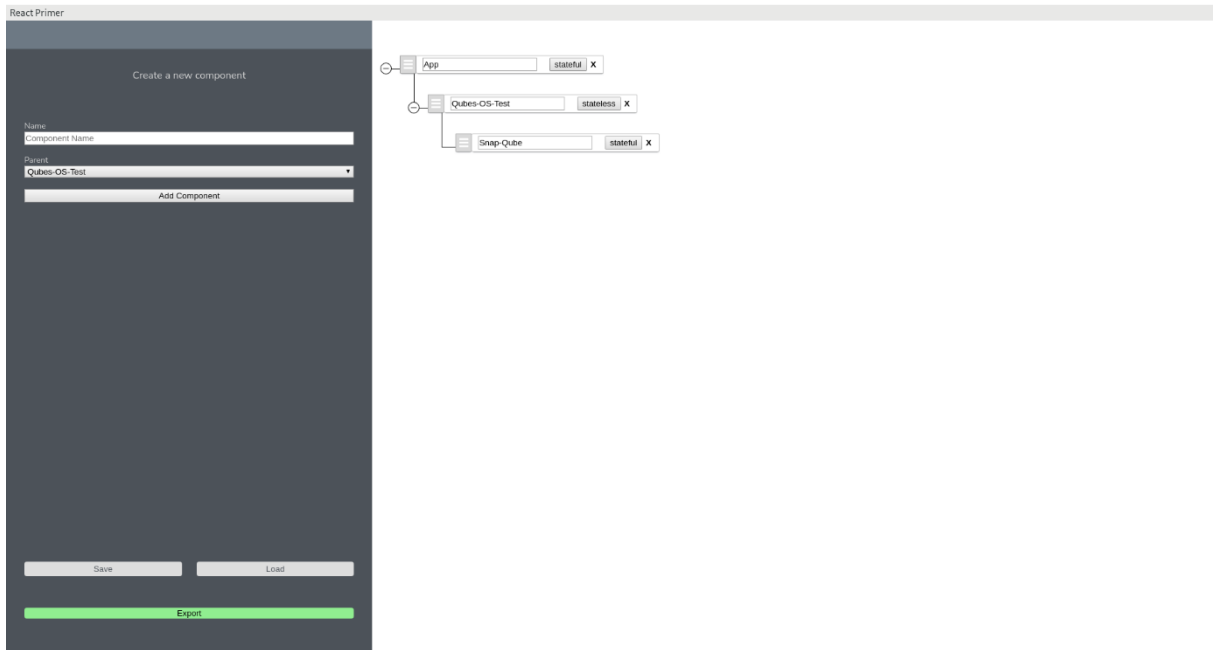 React Primer
Create a new component
Name
Component Name
Parent
Qubes-OS-Test
Add Component
Save Load
Export
App stateful X
Qubes-OS-Test stateless X
Snap-Qube stateful X